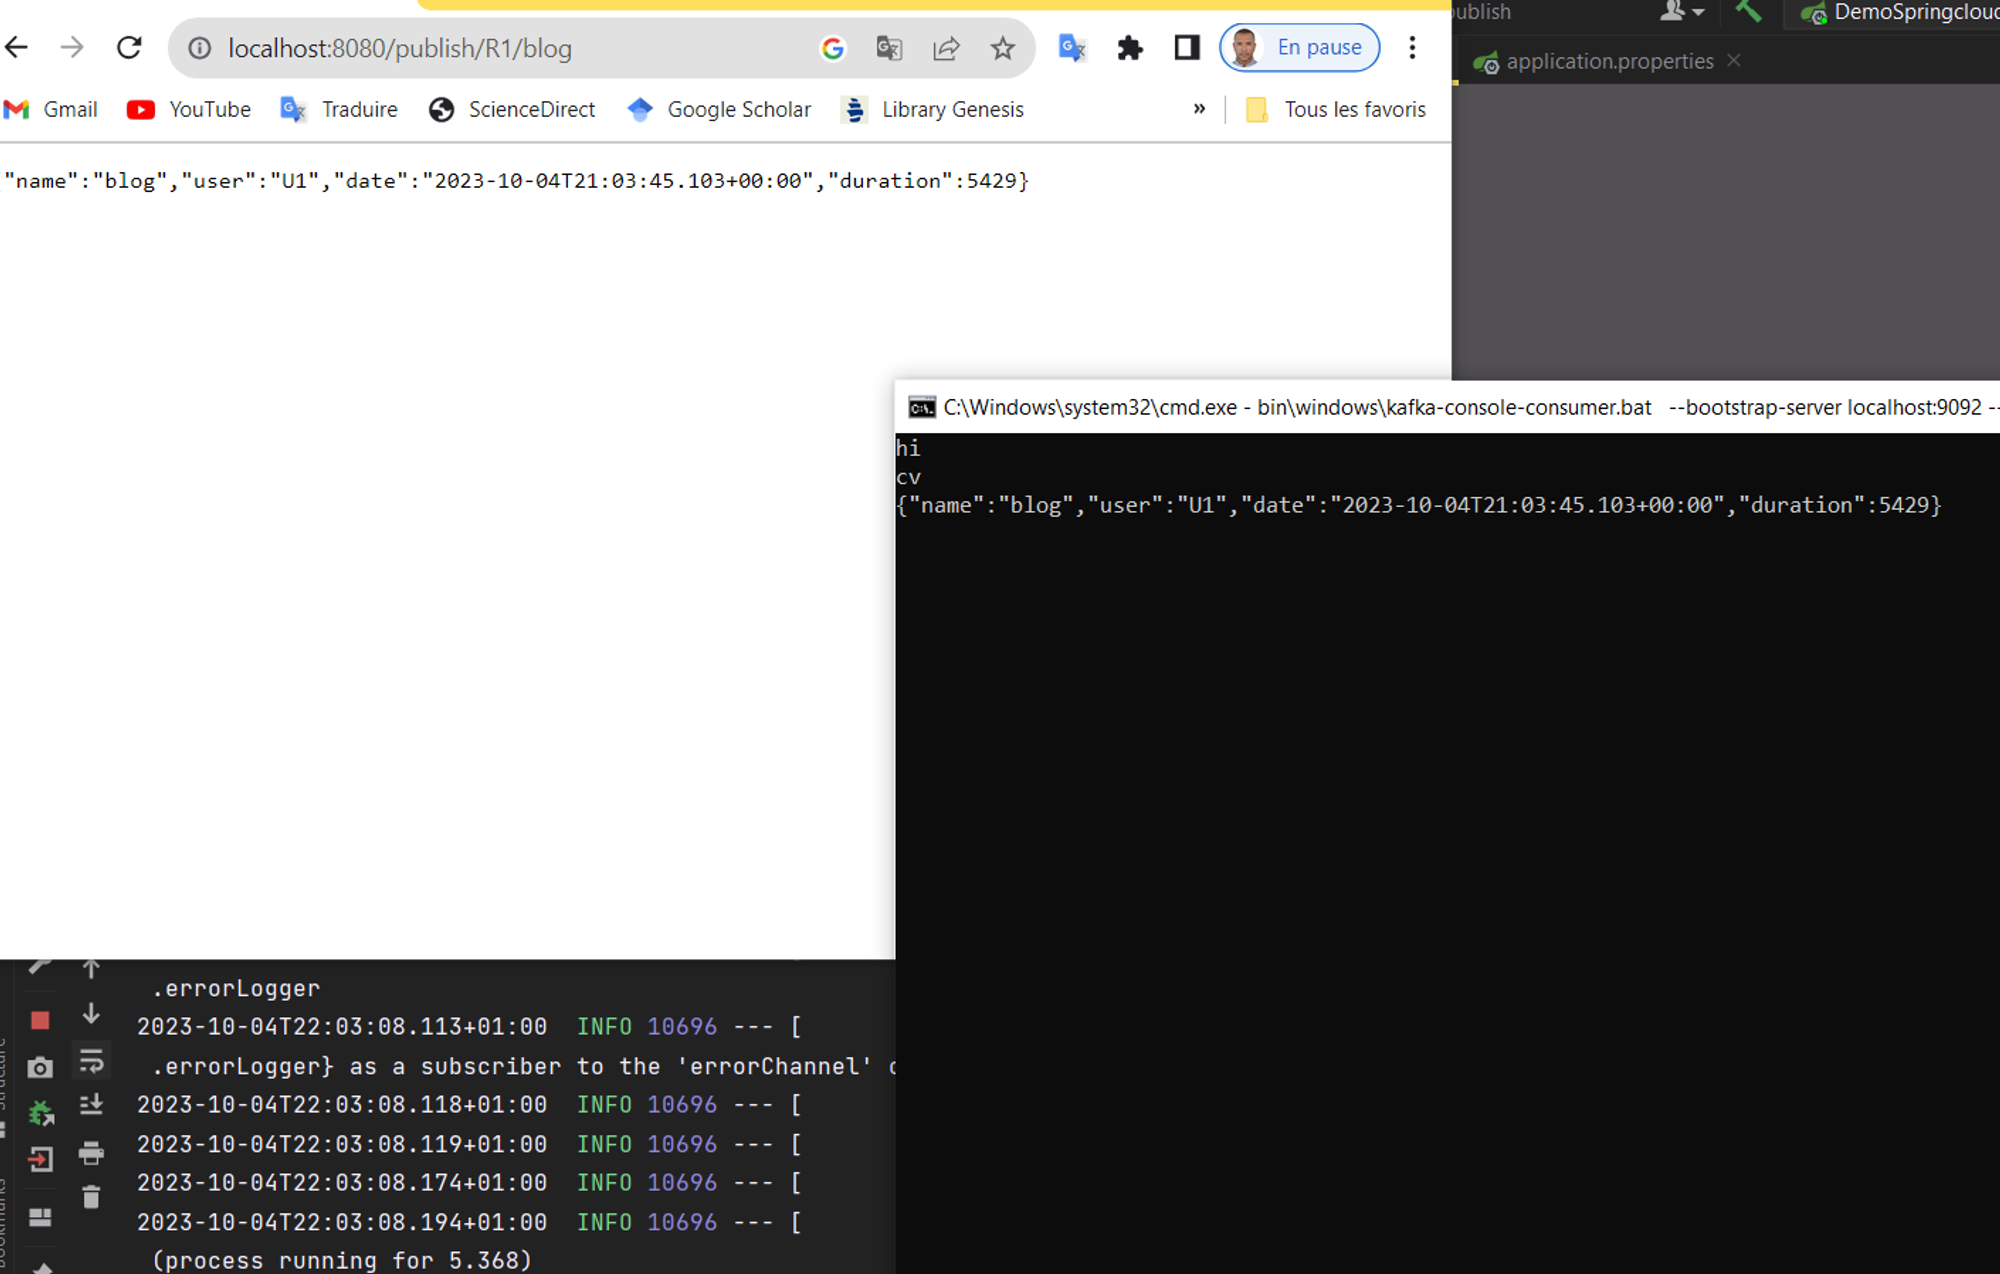 localhost:8080/publish/R1/blog
En pause
Gmail YouTube Traduire ScienceDirect Google Scholar Library Genesis » Tous les favoris
"name":"blog","user":"U1","date":"2023-10-04T21:03:45.103+00:00","duration":5429}
publish
DemoSpringcloud
application.properties
C:\Windows\system32\cmd.exe - bin\windows\kafka-console-consumer.bat --bootstrap-server localhost:9092 --
hi
cv
{"name":"blog","user":"U1","date":"2023-10-04T21:03:45.103+00:00","duration":5429}
.errorLogger
2023-10-04T22:03:08.113+01:00 INFO 10696 --- [
.errorLogger} as a subscriber to the 'errorChannel' c
2023-10-04T22:03:08.118+01:00 INFO 10696 --- [
2023-10-04T22:03:08.119+01:00 INFO 10696 --- [
2023-10-04T22:03:08.174+01:00 INFO 10696 --- [
2023-10-04T22:03:08.194+01:00 INFO 10696 --- [
(process running for 5.368)
Structure
Bookmarks